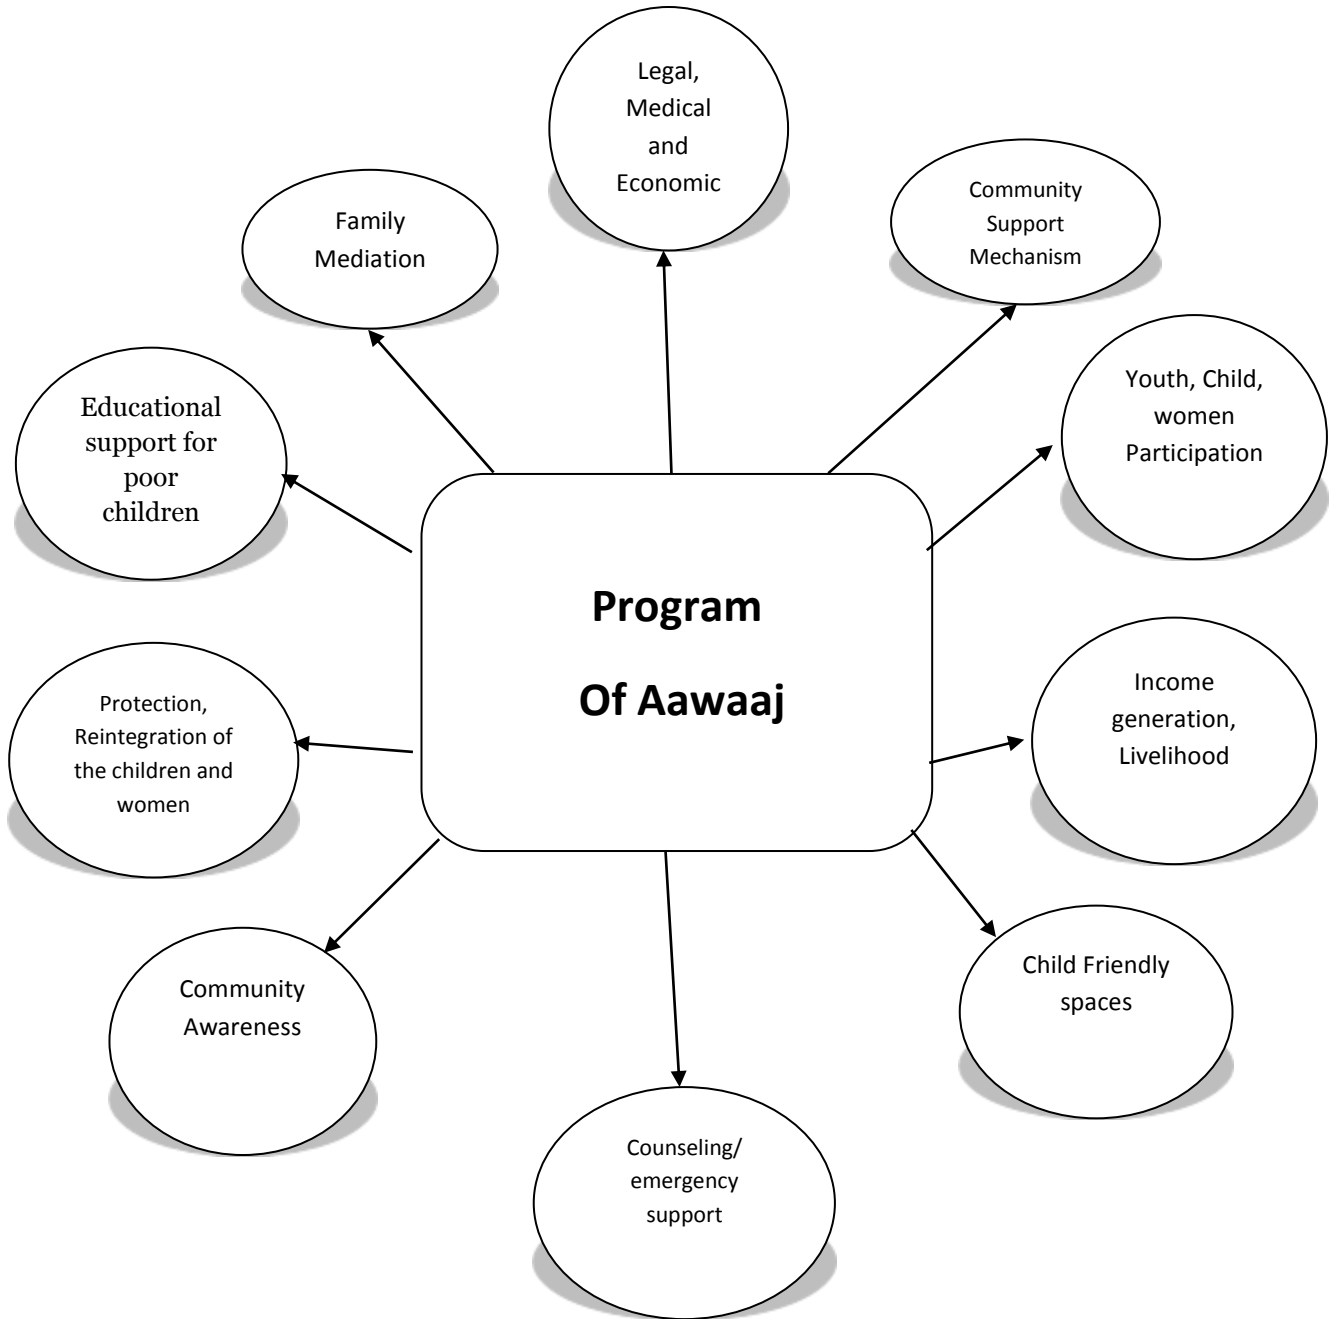 Legal,
Medical
and
Economic
Family
Mediation
Community
Support
Mechanism
Youth, Child,
women
Participation
Educational
support for
poor
children
Program
Of Aawaaj
Income
generation,
Livelihood
Protection,
Reintegration of
the children and
women
Child Friendly
spaces
Community
Awareness
Counseling/
emergency
support